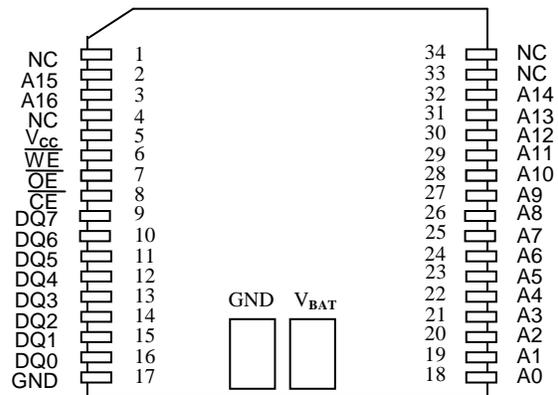 NC 1 34 NC
A15 2 33 NC
A16 3 32 A14
NC 4 31 A13
Vcc 5 30 A12
WE 6 29 A11
OE 7 28 A10
CE 8 27 A9
DQ7 9 26 A8
DQ6 10 25 A7
DQ5 11 24 A6
DQ4 12 23 A5
DQ3 13 22 A4
DQ2 14 21 A3
DQ1 15 20 A2
DQ0 16 19 A1
GND 17 18 A0
GND VBAT